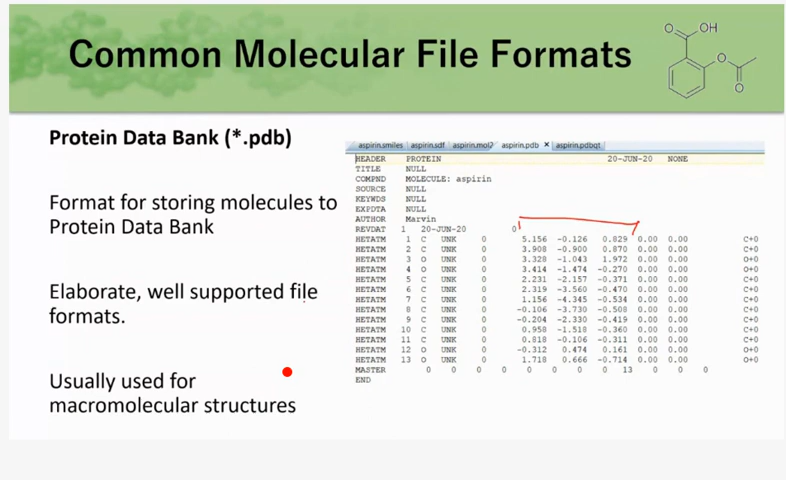 Common Molecular File Formats
OH
O
O
O
Protein Data Bank (*.pdb)
Format for storing molecules to
Protein Data Bank
Elaborate, well supported file
formats.
Usually used for
macromolecular structures
aspirin.smiles aspirin.sdf aspirin.mol2 aspirin.pdb × aspirin.pdbqt
HEADER PROTEIN 20-JUN-20 NONE
TITLE NULL
COMPND MOLECULE: aspirin
SOURCE NULL
KEYWDS NULL
EXPDTA NULL
AUTHOR Marvin
REVDAT 1 20-JUN-20 0
HETATM 1 C UNK 0 5.156 -0.126 0.829 0.00 0.00 C+0
HETATM 2 C UNK 0 3.908 -0.900 0.870 0.00 0.00 C+0
HETATM 3 O UNK 0 3.328 -1.043 1.972 0.00 0.00 O+0
HETATM 4 O UNK 0 3.414 -1.474 -0.270 0.00 0.00 O+0
HETATM 5 C UNK 0 2.231 -2.157 -0.371 0.00 0.00 C+0
HETATM 6 C UNK 0 2.319 -3.560 -0.470 0.00 0.00 C+0
HETATM 7 C UNK 0 1.156 -4.345 -0.534 0.00 0.00 C+0
HETATM 8 C UNK 0 -0.106 -3.730 -0.508 0.00 0.00 C+0
HETATM 9 C UNK 0 -0.204 -2.330 -0.419 0.00 0.00 C+0
HETATM 10 C UNK 0 0.958 -1.518 -0.360 0.00 0.00 C+0
HETATM 11 C UNK 0 0.818 -0.106 -0.311 0.00 0.00 C+0
HETATM 12 O UNK 0 -0.312 0.474 0.161 0.00 0.00 O+0
HETATM 13 O UNK 0 1.718 0.666 -0.714 0.00 0.00 O+0
MASTER 0 0 0 0 0 0 0 0 13 0 0 0
END